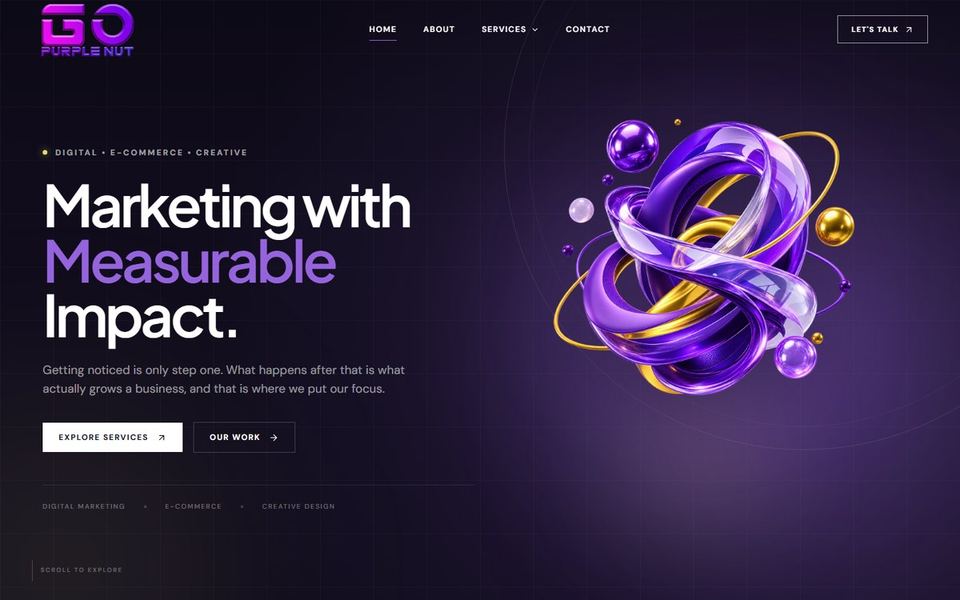 GO
PURPLE NUT
HOME
ABOUT
SERVICES
CONTACT
LET'S TALK
DIGITAL • E-COMMERCE • CREATIVE
Marketing with
Measurable
Impact.
Getting noticed is only step one. What happens after that is what
actually grows a business, and that is where we put our focus.
EXPLORE SERVICES
OUR WORK
DIGITAL MARKETING
E-COMMERCE
CREATIVE DESIGN
SCROLL TO EXPLORE